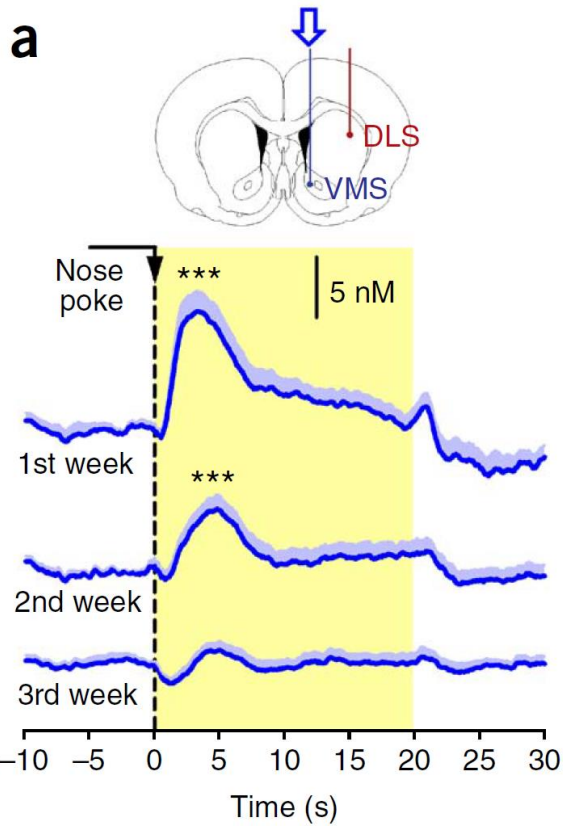 a
DLS
VMS
Nose
poke
***
5 nM
1st week
***
2nd week
3rd week
–10 –5 0 5 10 15 20 25 30
Time (s)